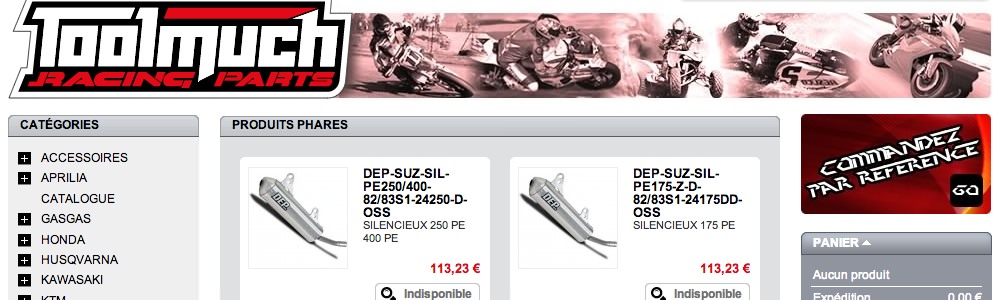 Toolmuch
RACING PARTS
CATÉGORIES
ACCESSOIRES
APRILIA
CATALOGUE
GASGAS
HONDA
HUSQVARNA
KAWASAKI
KTM
PRODUITS PHARES
DEP
DEP-SUZ-SIL-
PE250/400-
82/83S1-24250-D-
OSS
SILENCIEUX 250 PE
400 PE
113,23 €
Indisponible
DEP
DEP-SUZ-SIL-
PE175-Z-D-
82/83S1-24175DD-
OSS
SILENCIEUX 175 PE
113,23 €
Indisponible
COMMANDEZ
PAR REFERENCE
GO
PANIER
Aucun produit
Expédition 0,00 €